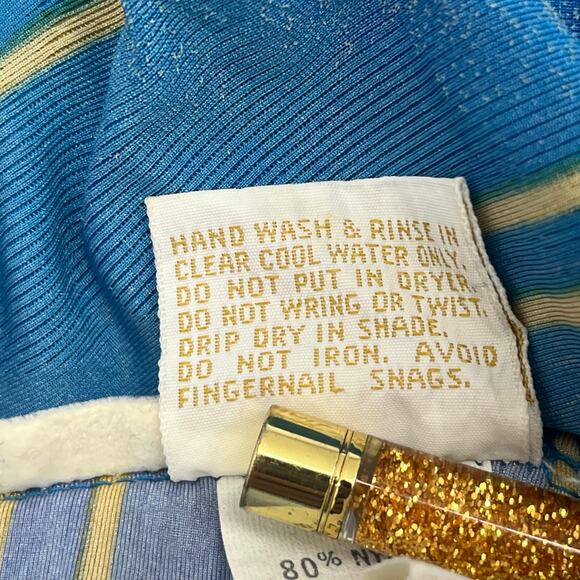 HAND WASH & RINSE IN
CLEAR COOL WATER ONLY.
DO NOT PUT IN DRYER.
DO NOT WRING OR TWIST.
DRIP DRY IN SHADE.
DO NOT IRON. AVOID
FINGERNAIL SNAGS.
80%